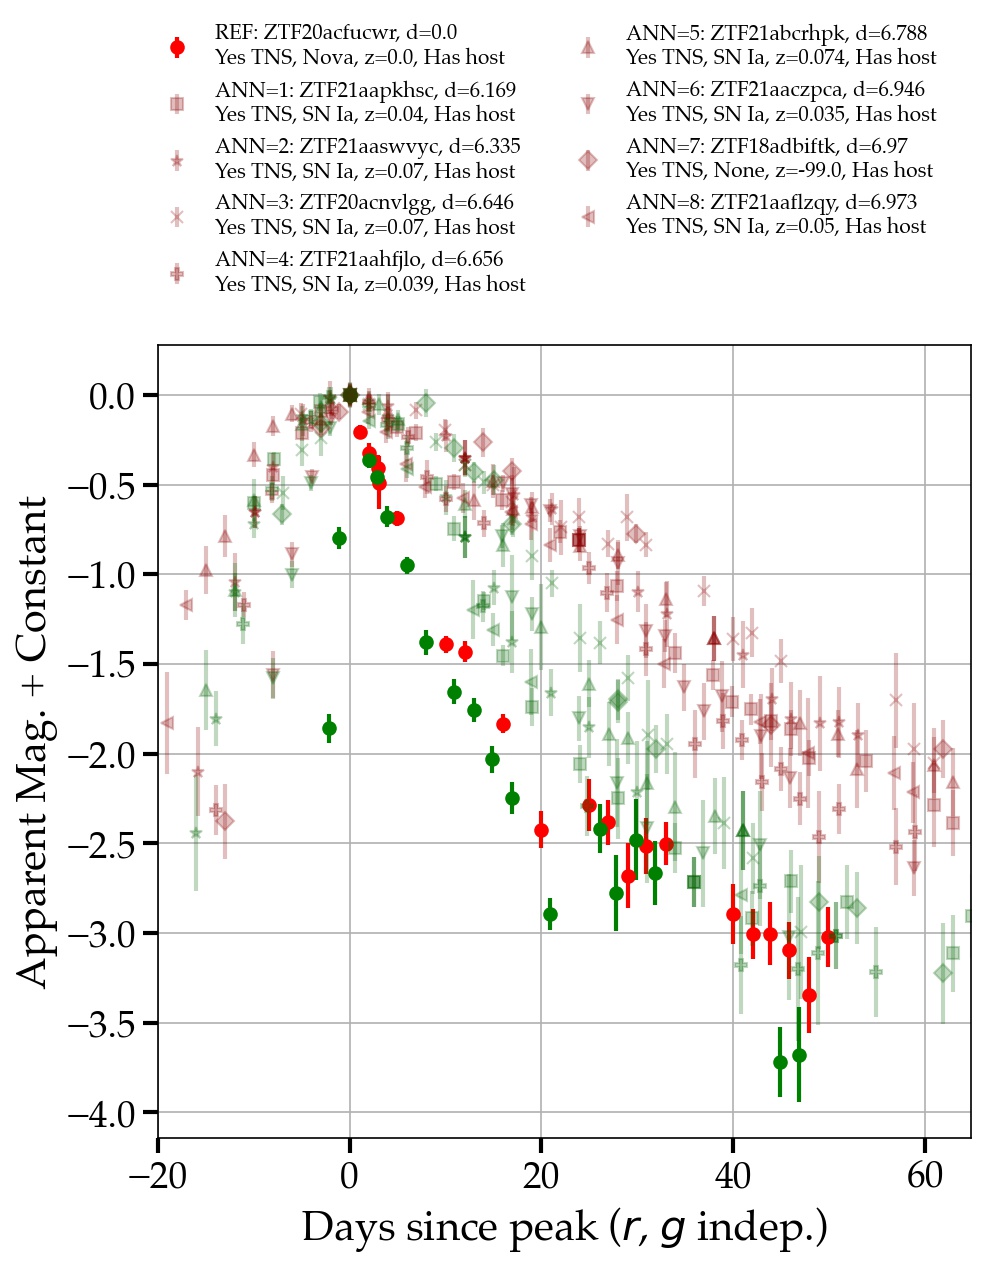 REF: ZTF20acfucwr, d=0.0
Yes TNS, Nova, z=0.0, Has host
ANN=1: ZTF21aapkhsc, d=6.169
Yes TNS, SN Ia, z=0.04, Has host
ANN=2: ZTF21aaswvyc, d=6.335
Yes TNS, SN Ia, z=0.07, Has host
ANN=3: ZTF20acnvlgg, d=6.646
Yes TNS, SN Ia, z=0.07, Has host
ANN=4: ZTF21aahfjlo, d=6.656
Yes TNS, SN Ia, z=0.039, Has host
ANN=5: ZTF21abcrhpk, d=6.788
Yes TNS, SN Ia, z=0.074, Has host
ANN=6: ZTF21aaczpca, d=6.946
Yes TNS, SN Ia, z=0.035, Has host
ANN=7: ZTF18adbiftk, d=6.97
Yes TNS, None, z=-99.0, Has host
ANN=8: ZTF21aaflzqy, d=6.973
Yes TNS, SN Ia, z=0.05, Has host
Apparent Mag. + Constant
0.0
−0.5
−1.0
−1.5
−2.0
−2.5
−3.0
−3.5
−4.0
−20 0 20 40 60
Days since peak (r, g indep.)